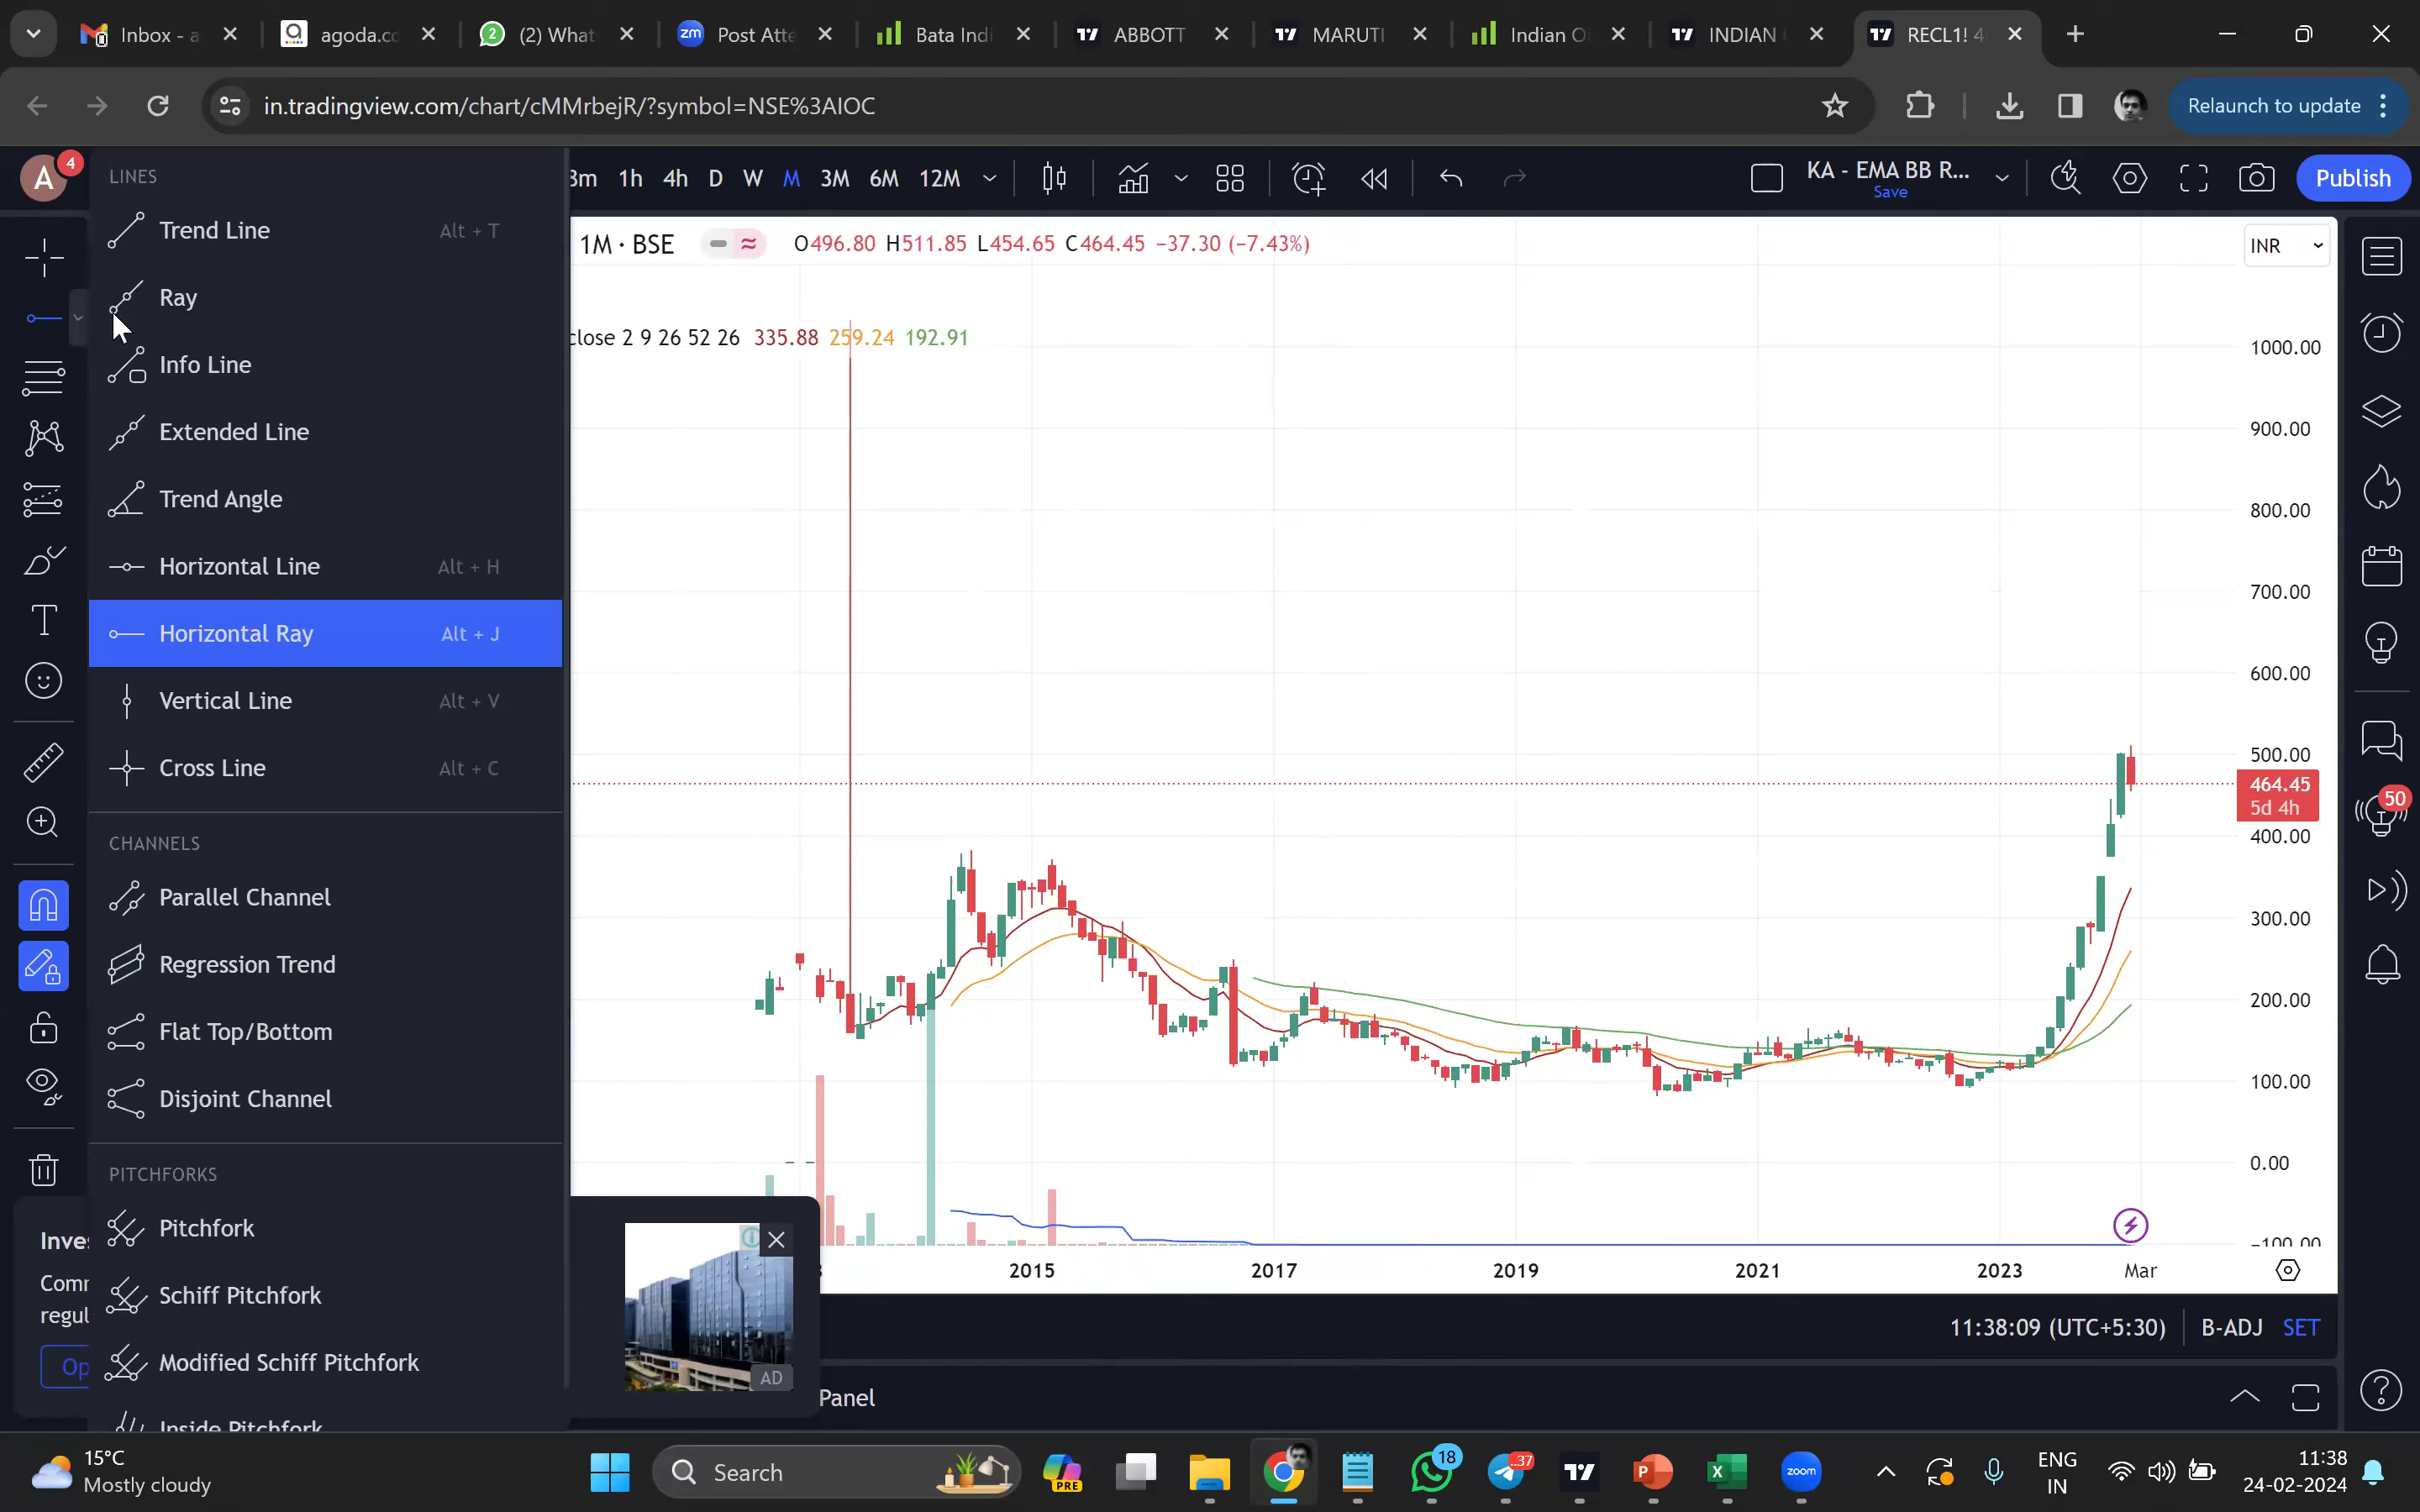 Inbox - a
agoda.co
(2) What
Post Atte
Bata Indi
ABBOTT
MARUTI
Indian O
INDIAN
RECL1! 4
in.tradingview.com/chart/cMMrbejR/?symbol=NSE%3AIOC
Relaunch to update
A
4
3m 1h 4h D W M 3M 6M 12M
KA - EMA BB R...
Save
Publish
LINES
Trend Line Alt + T
Ray
Info Line
Extended Line
Trend Angle
Horizontal Line Alt + H
Horizontal Ray Alt + J
Vertical Line Alt + V
Cross Line Alt + C
CHANNELS
Parallel Channel
Regression Trend
Flat Top/Bottom
Disjoint Channel
PITCHFORKS
Pitchfork
Schiff Pitchfork
Modified Schiff Pitchfork
Inside Pitchfork
1M · BSE O496.80 H511.85 L454.65 C464.45 −37.30 (−7.43%)
close 2 9 26 52 26 335.88 259.24 192.91
INR
1000.00
900.00
800.00
700.00
600.00
500.00
464.45
5d 4h
400.00
300.00
200.00
100.00
0.00
−100.00
50
2015 2017 2019 2021 2023 Mar
Inves
Comm
regul
Op
AD
11:38:09 (UTC+5:30) B-ADJ SET
Panel
15°C
Mostly cloudy
Search
PRE
18
..37
zoom
ENG
IN
11:38
24-02-2024